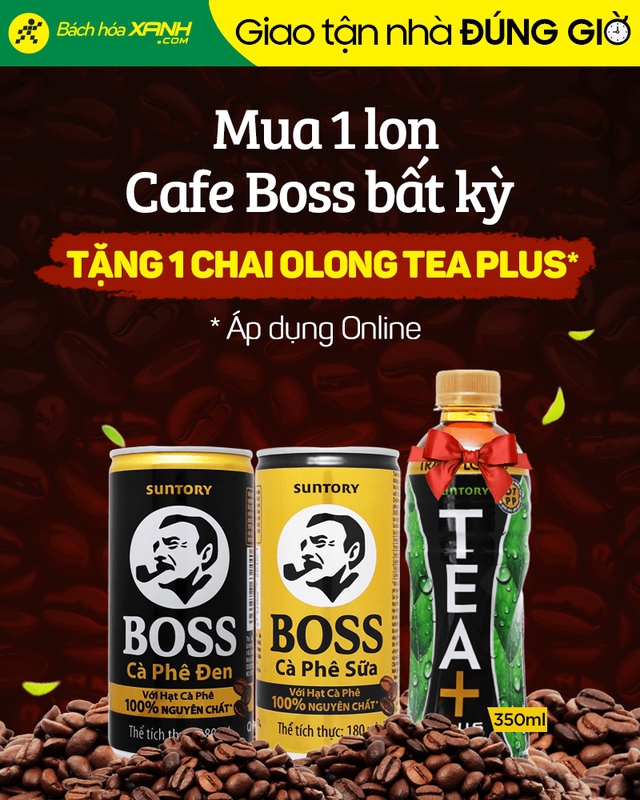 Bách hóa XANH
.COM
Giao tận nhà ĐÚNG GIỜ
Mua 1 lon
Cafe Boss bất kỳ
TẶNG 1 CHAI OLONG TEA PLUS*
* Áp dụng Online
SUNTORY
BOSS
Cà Phê Đen
Với Hạt Cà Phê
100% NGUYÊN CHẤT*
Thể tích
SUNTORY
BOSS
Cà Phê Sữa
Với Hạt Cà Phê
100% NGUYÊN CHẤT*
Thể tích thực: 180
SUNTORY
TEA+
350ml